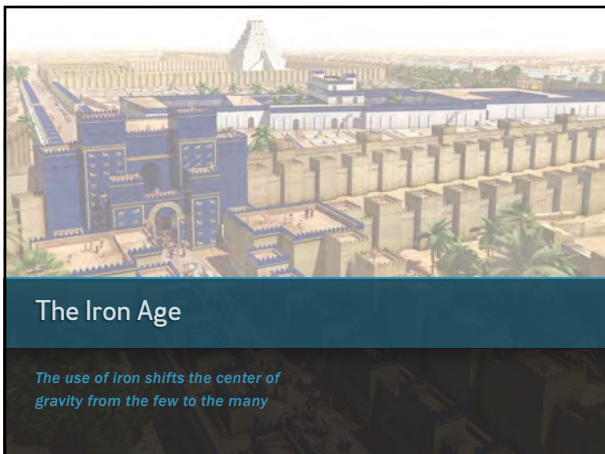 The Iron Age
The use of iron shifts the center of
gravity from the few to the many